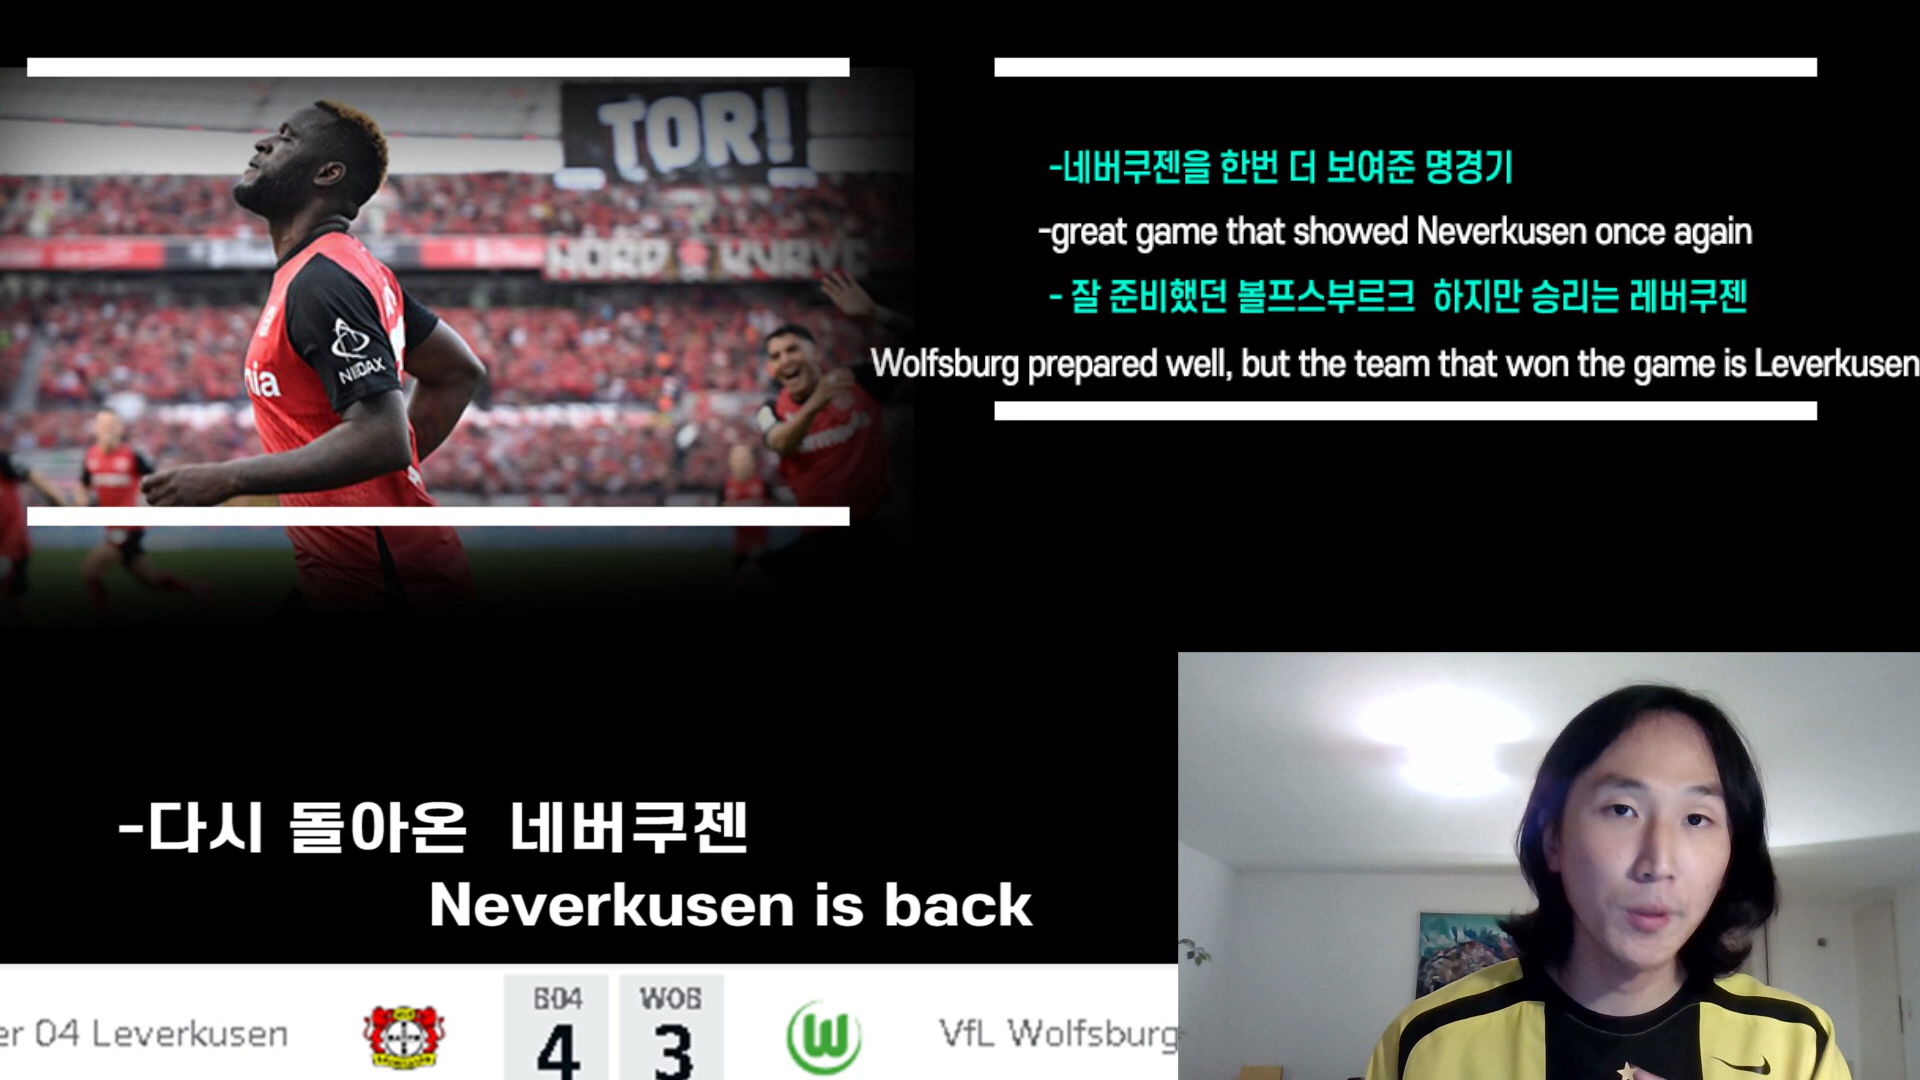 TOR!
NORD KURVE
NIBDAX
nia
-네버쿠젠을 한번 더 보여준 명경기
-great game that showed Neverkusen once again
- 잘 준비했던 볼프스부르크 하지만 승리는 레버쿠젠
Wolfsburg prepared well, but the team that won the game is Leverkusen
-다시 돌아온 네버쿠젠
Neverkusen is back
er 04 Leverkusen
B04 WOB
4 3
VfL Wolfsburg